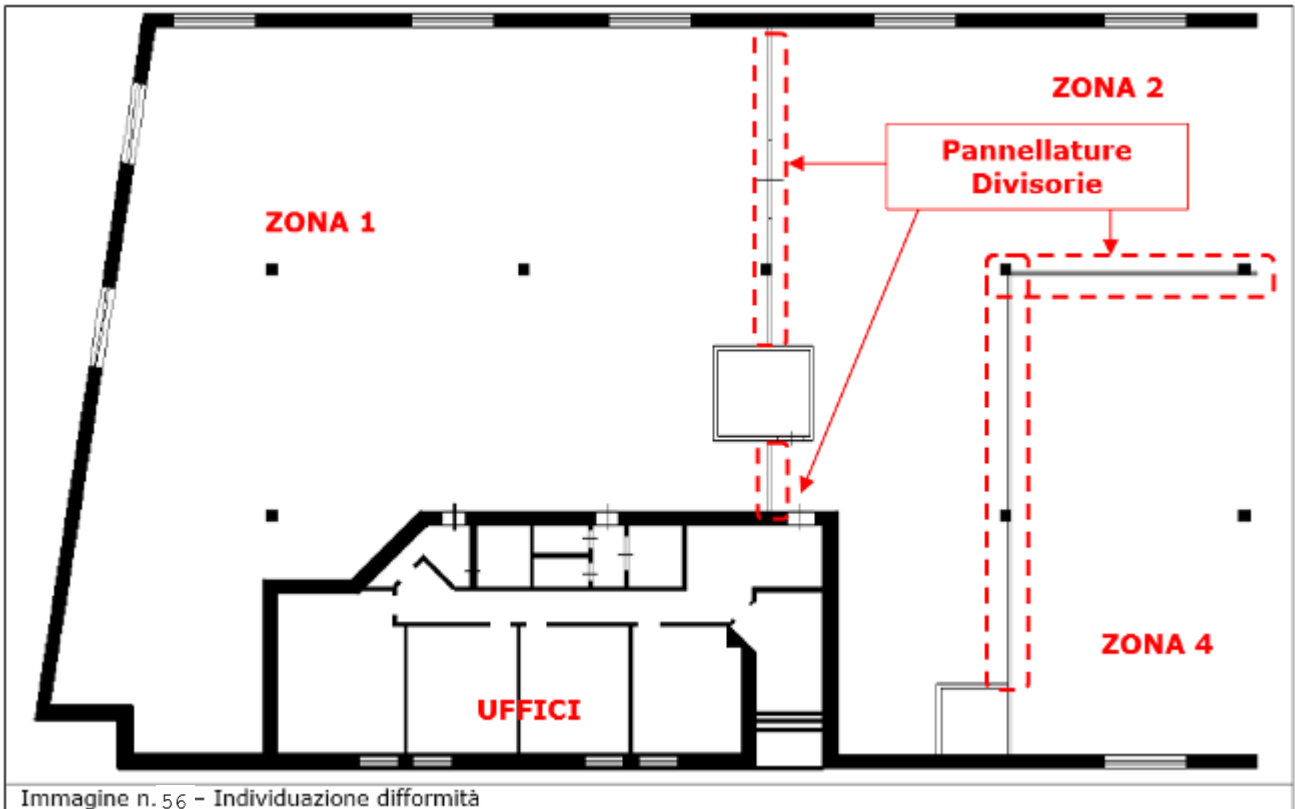 ZONA 2
Pannellature
Divisorie
ZONA 1
ZONA 4
UFFICI
Immagine n. 56 - Individuazione difformità